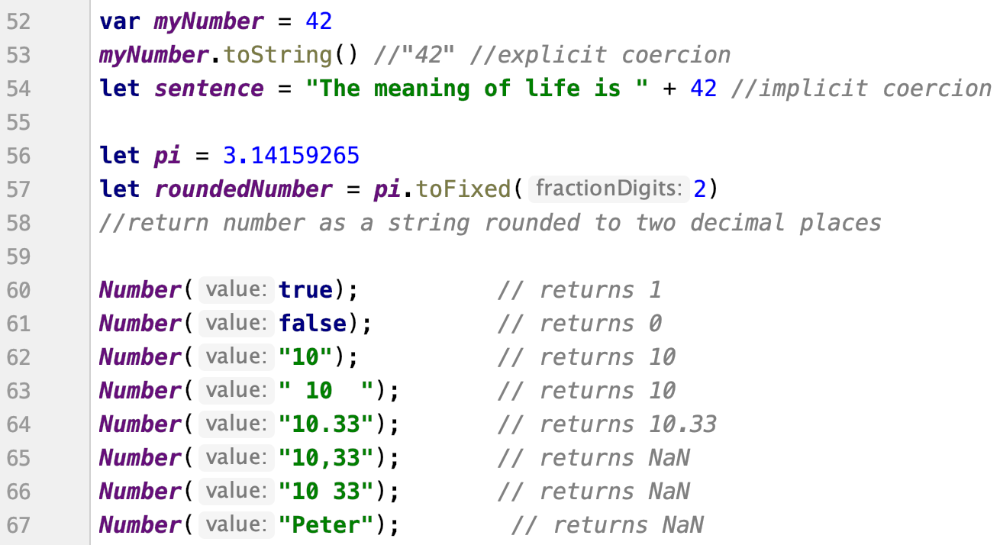 52 var myNumber = 42
53 myNumber.toString() //"42" //explicit coercion
54 let sentence = "The meaning of life is " + 42 //implicit coercion
55
56 let pi = 3.14159265
57 let roundedNumber = pi.toFixed( fractionDigits: 2)
58 //return number as a string rounded to two decimal places
59
60 Number( value: true); // returns 1
61 Number( value: false); // returns 0
62 Number( value: "10"); // returns 10
63 Number( value: " 10  "); // returns 10
64 Number( value: "10.33"); // returns 10.33
65 Number( value: "10,33"); // returns NaN
66 Number( value: "10 33"); // returns NaN
67 Number( value: "Peter"); // returns NaN